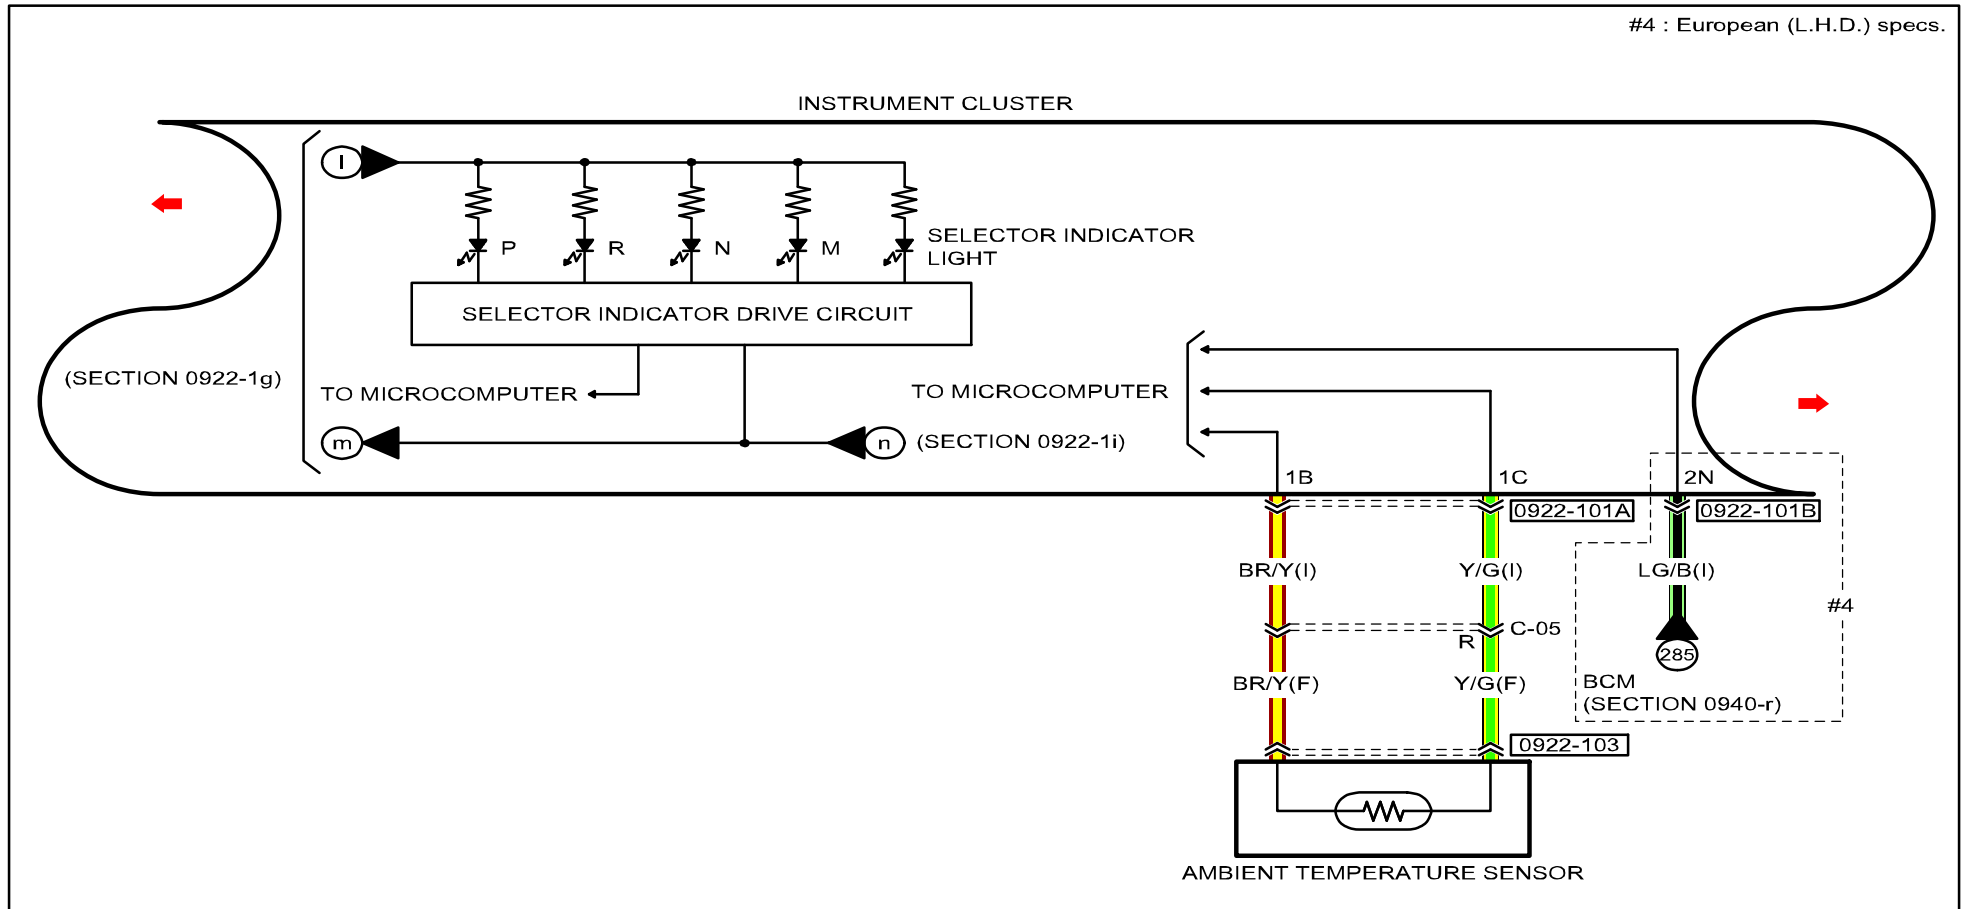 #4 : European (L.H.D.) specs.
INSTRUMENT CLUSTER
l
P
R
N
M
SELECTOR INDICATOR
LIGHT
SELECTOR INDICATOR DRIVE CIRCUIT
(SECTION 0922-1g)
TO MICROCOMPUTER
TO MICROCOMPUTER
m
n
(SECTION 0922-1i)
1B
1C
2N
0922-101A
0922-101B
BR/Y(I)
Y/G(I)
LG/B(I)
#4
C-05
R
285
BR/Y(F)
Y/G(F)
BCM
(SECTION 0940-r)
0922-103
AMBIENT TEMPERATURE SENSOR